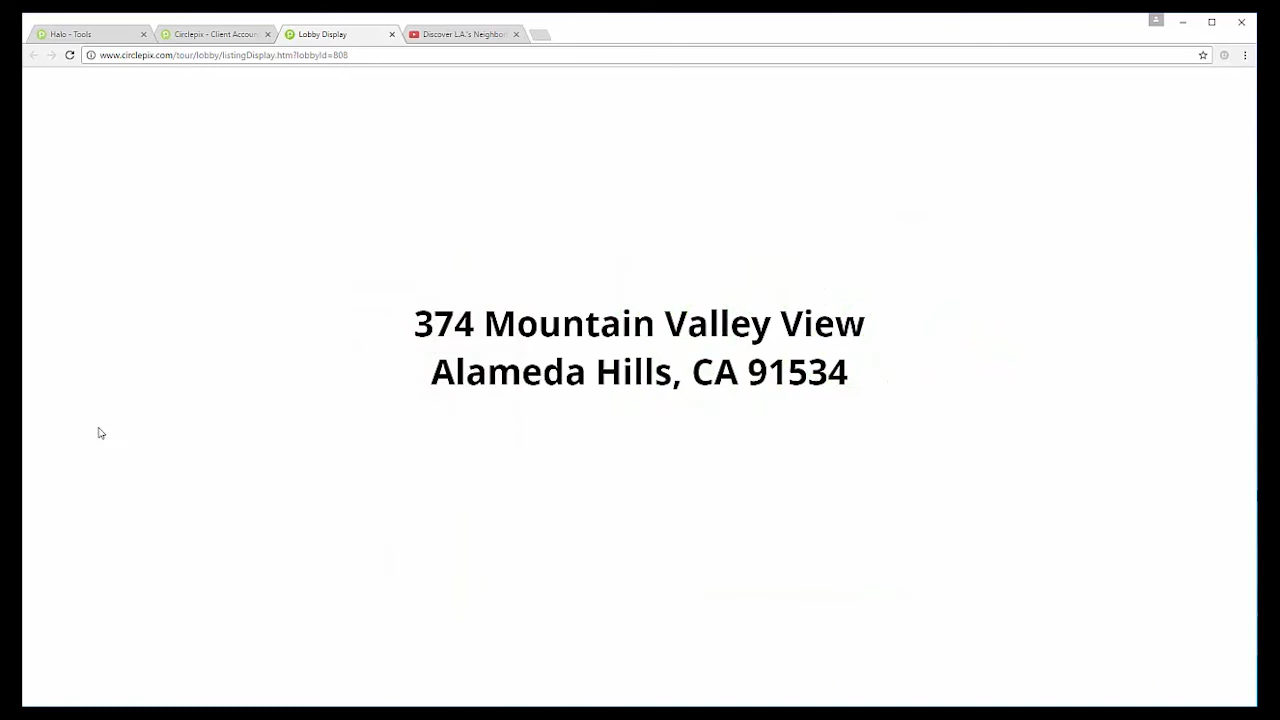 Halo - Tools
Circlepix - Client Accoun
Lobby Display
Discover L.A.'s Neighbor
www.circlepix.com/tour/lobby/listingDisplay.htm?lobbyId=808
374 Mountain Valley View
Alameda Hills, CA 91534